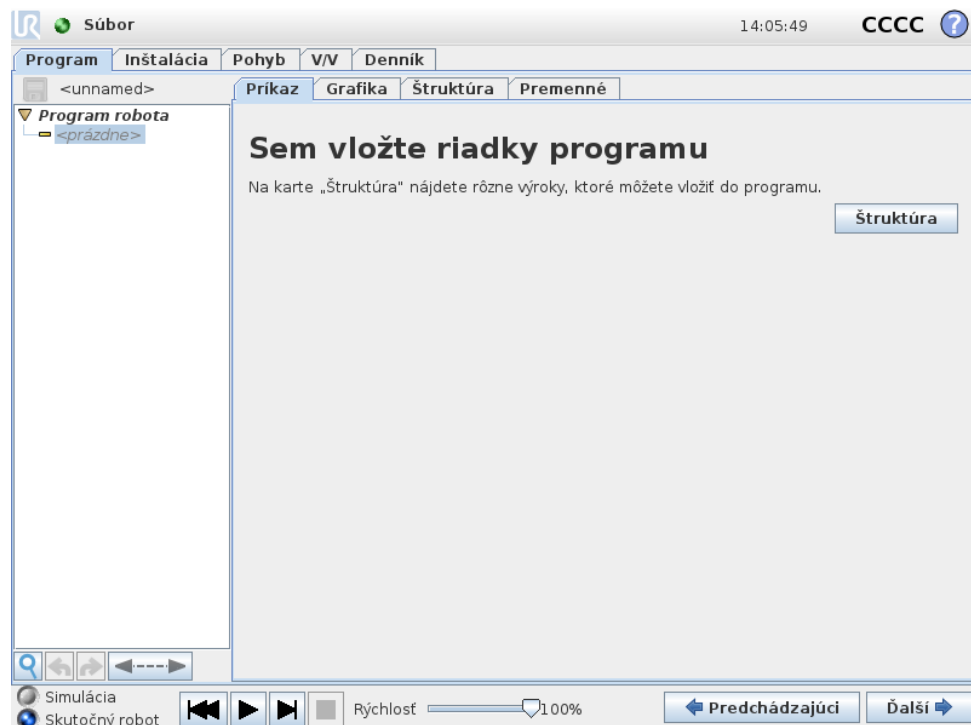 UR Súbor 14:05:49 CCCC ?
Program Inštalácia Pohyb V/V Denník
<unnamed>
Príkaz Grafika Štruktúra Premenné
Program robota
<prázdne>
Sem vložte riadky programu
Na karte „Štruktúra" nájdete rôzne výroky, ktoré môžete vložiť do programu.
Štruktúra
Simulácia
Skutočný robot
Rýchlosť 100%
Predchádzajúci Ďalší